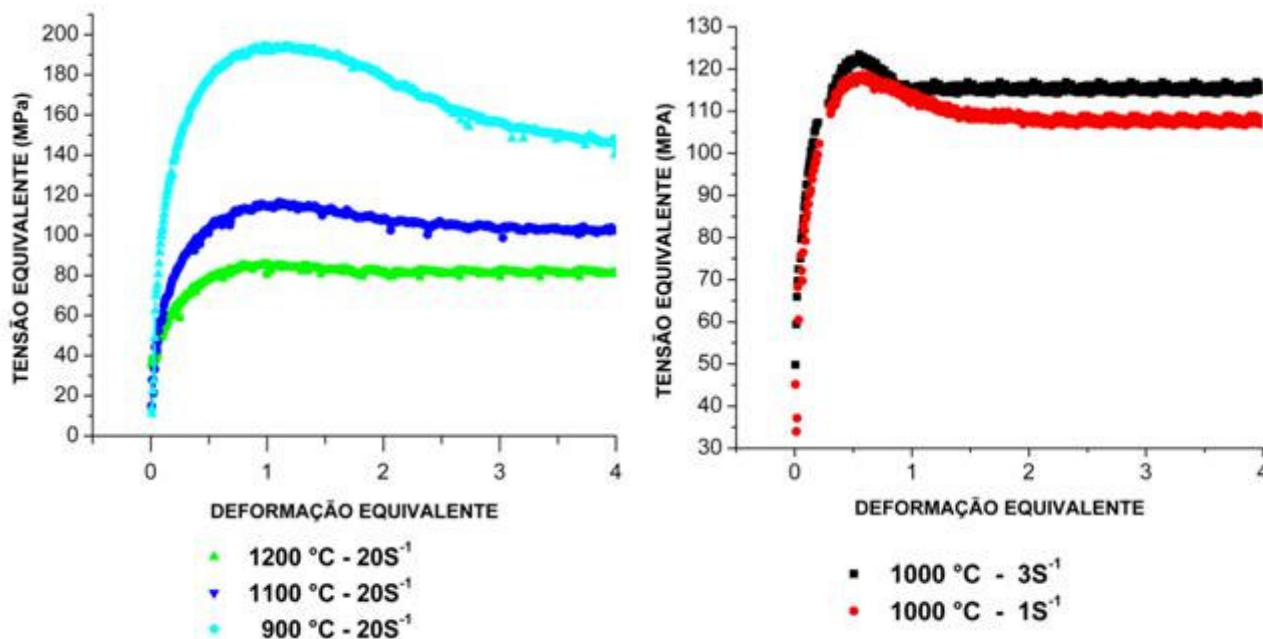 TENSÃO EQUIVALENTE (MPa)
200
180
160
140
120
100
80
60
40
20
0
0 1 2 3 4
DEFORMAÇÃO EQUIVALENTE
1200 °C - 20S⁻¹
1100 °C - 20S⁻¹
900 °C - 20S⁻¹
TENSÃO EQUIVALENTE (MPA)
130
120
110
100
90
80
70
60
50
40
30
0 1 2 3 4
DEFORMAÇÃO EQUIVALENTE
1000 °C - 3S⁻¹
1000 °C - 1S⁻¹